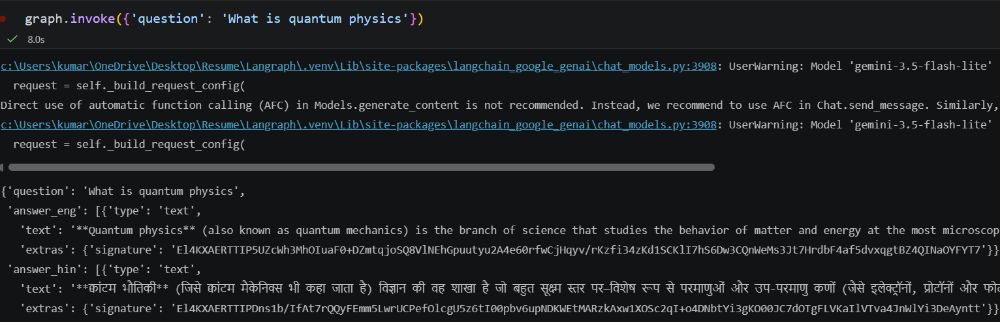 graph.invoke({'question': 'What is quantum physics'})
8.0s
c:\Users\kumar\OneDrive\Desktop\Resume\Langraph\.venv\Lib\site-packages\langchain_google_genai\chat_models.py:3908: UserWarning: Model 'gemini-3.5-flash-lite'
request = self._build_request_config(
Direct use of automatic function calling (AFC) in Models.generate_content is not recommended. Instead, we recommend to use AFC in Chat.send_message. Similarly,
c:\Users\kumar\OneDrive\Desktop\Resume\Langraph\.venv\Lib\site-packages\langchain_google_genai\chat_models.py:3908: UserWarning: Model 'gemini-3.5-flash-lite'
request = self._build_request_config(
{'question': 'What is quantum physics',
'answer_eng': [{'type': 'text',
'text': '**Quantum physics** (also known as quantum mechanics) is the branch of science that studies the behavior of matter and energy at the most microscop
'extras': {'signature': 'El4KXAERTTIP5UZcWh3MhOIuaF0+DZmtqjoSQ8VlNEhGpuutyu2A4e60rfwCjHqyv/rKzfi34zKd1SCKlI7hS6Dw3CQnWeMs3Jt7HrdbF4af5dvxqgtBZ4QINaOYFYT7'}}
'answer_hin': [{'type': 'text',
'text': '**क्वांटम भौतिकी** (जिसे क्वांटम मैकेनिक्स भी कहा जाता है) विज्ञान की वह शाखा है जो बहुत सूक्ष्म स्तर पर—विशेष रूप से परमाणुओं और उप-परमाणु कणों (जैसे इलेक्ट्रॉनों, प्रोटॉनों और फोट
'extras': {'signature': 'El4KXAERTTIPDns1b/IfAt7rQQyFEmm5LwrUCPefOlcgU5z6tI00pbv6upNDKWEtMARzkAxw1XOSc2qI+o4DNbtYi3gKO00JC7dOTgFLVKaIlVTva4JnWlYi3DeAyntt'}}